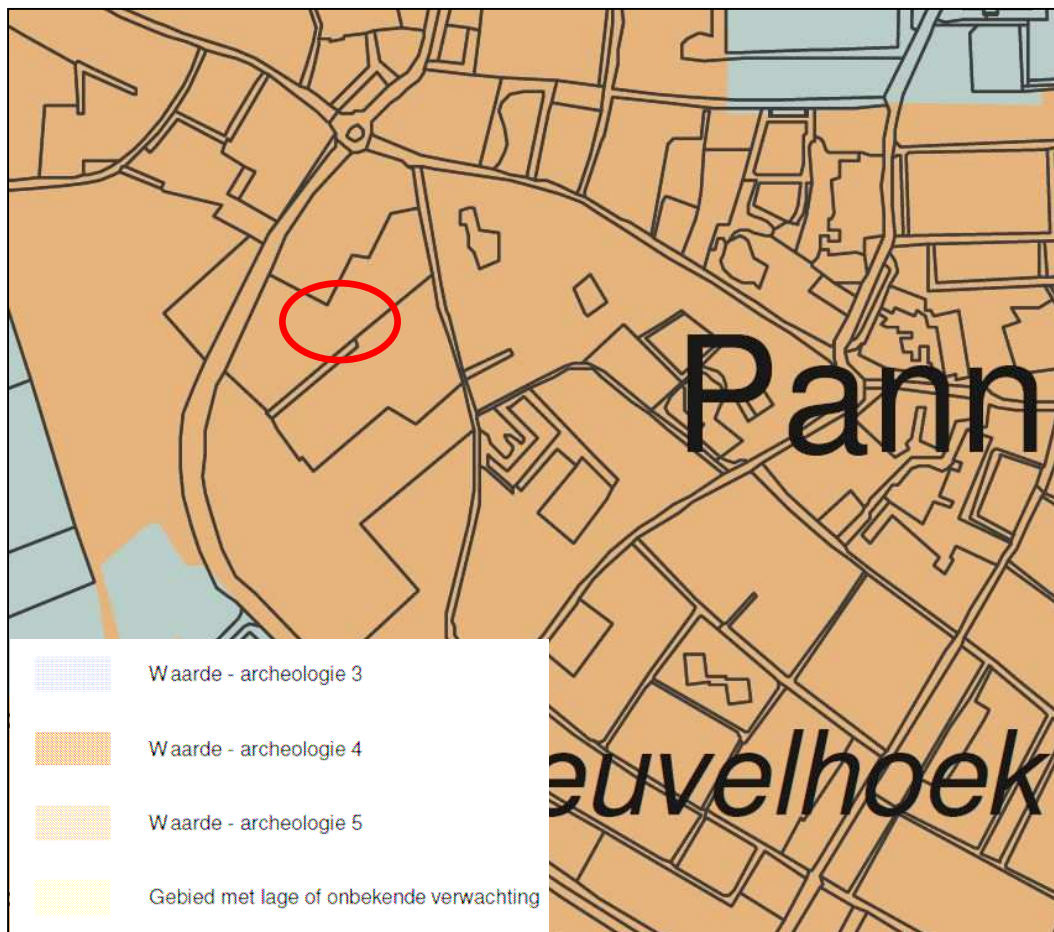 Pann
euvelhoek
Waarde - archeologie 3
Waarde - archeologie 4
Waarde - archeologie 5
Gebied met lage of onbekende verwachting